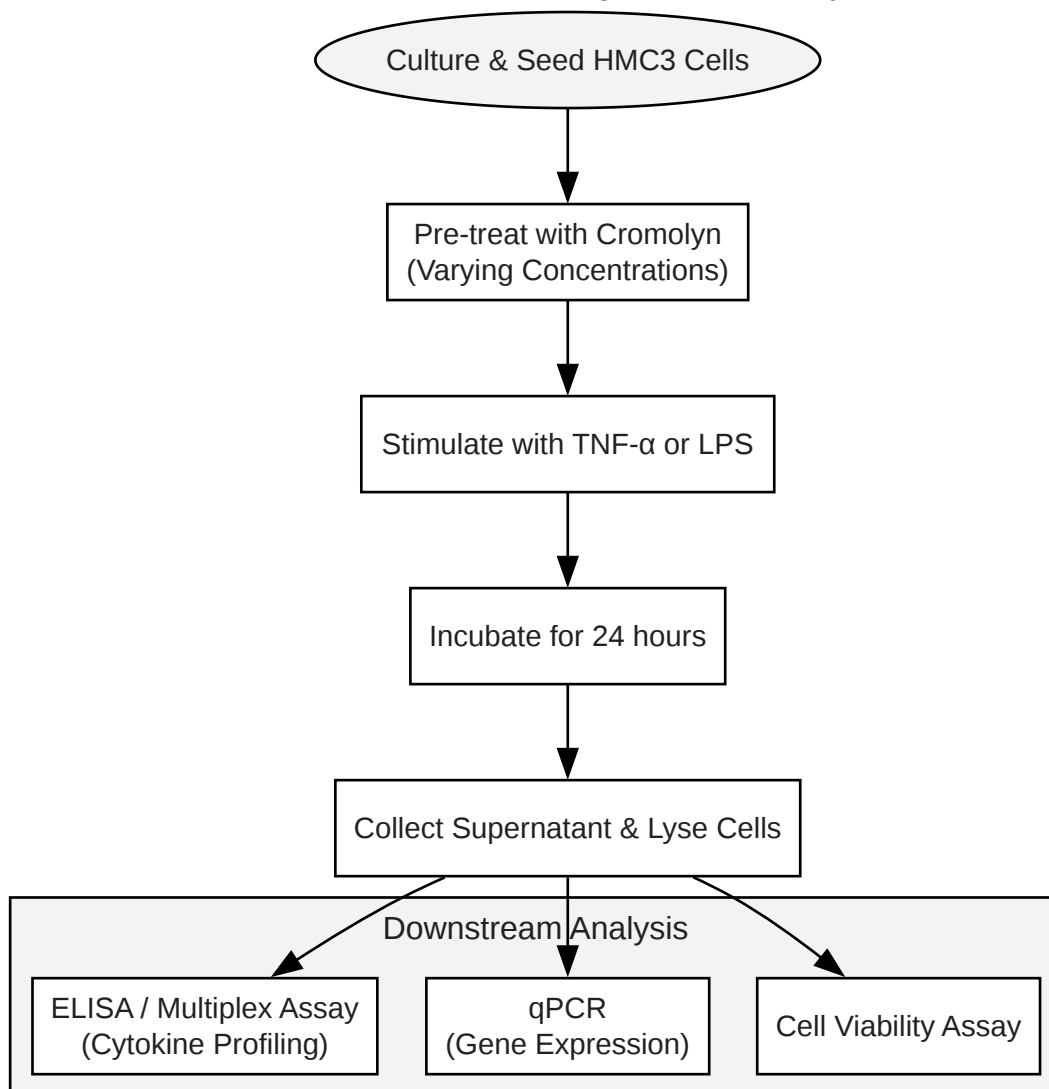 Culture & Seed HMC3 Cells
Pre-treat with Cromolyn
(Varying Concentrations)
Stimulate with TNF-α or LPS
Incubate for 24 hours
Collect Supernatant & Lyse Cells
Downstream Analysis
ELISA / Multiplex Assay
(Cytokine Profiling)
qPCR
(Gene Expression)
Cell Viability Assay